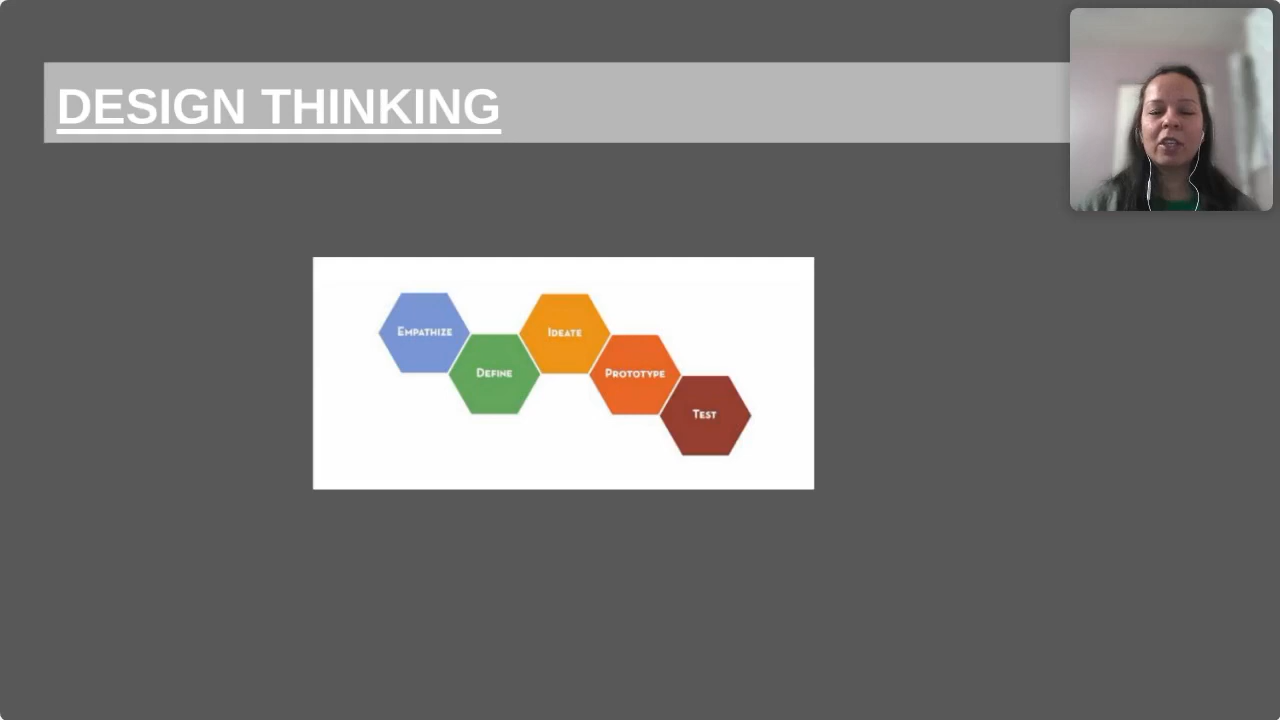 DESIGN THINKING
Empathize
Define
Ideate
Prototype
Test